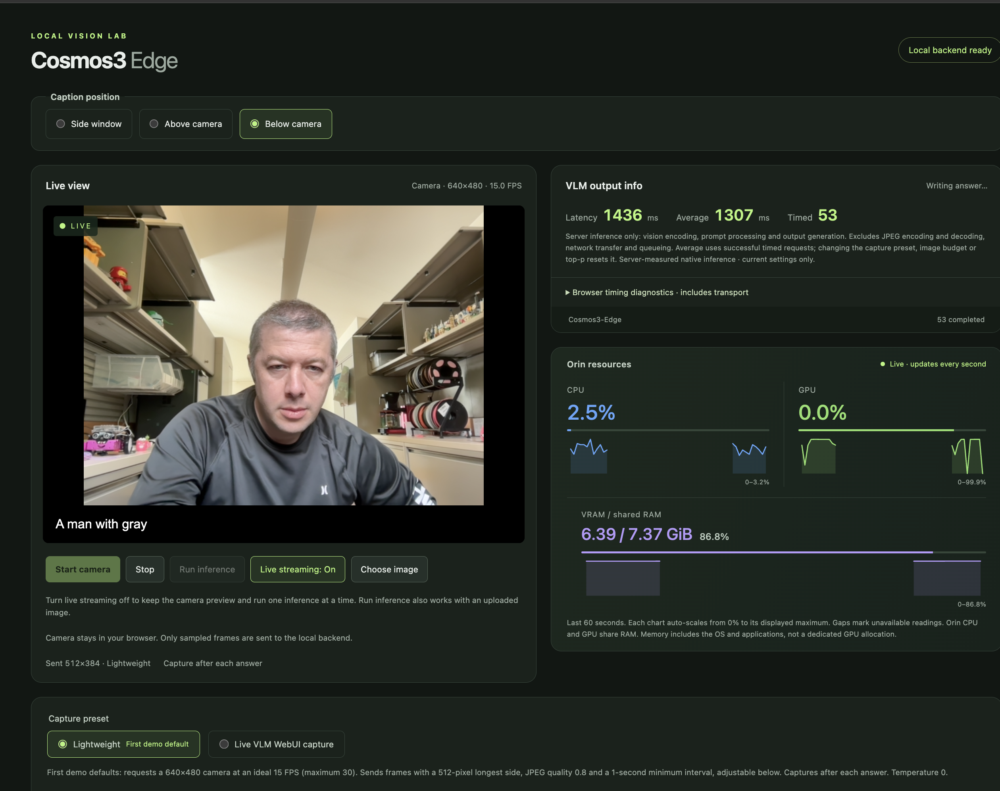 LOCAL VISION LAB
Cosmos3 Edge
Local backend ready
Caption position
Side window
Above camera
Below camera
Live view
Camera · 640×480 · 15.0 FPS
LIVE
A man with gray
Start camera
Stop
Run inference
Live streaming: On
Choose image
Turn live streaming off to keep the camera preview and run one inference at a time. Run inference also works with an uploaded
image.
Camera stays in your browser. Only sampled frames are sent to the local backend.
Sent 512×384 · Lightweight
Capture after each answer
VLM output info
Writing answer...
Latency 1436 ms
Average 1307 ms
Timed 53
Server inference only: vision encoding, prompt processing and output generation. Excludes JPEG encoding and decoding,
network transfer and queueing. Average uses successful timed requests; changing the capture preset, image budget or
top-p resets it. Server-measured native inference · current settings only.
Browser timing diagnostics · includes transport
Cosmos3-Edge
53 completed
Orin resources
Live · updates every second
CPU
2.5%
0–3.2%
GPU
0.0%
0–99.9%
VRAM / shared RAM
6.39 / 7.37 GiB 86.8%
0–86.8%
Last 60 seconds. Each chart auto-scales from 0% to its displayed maximum. Gaps mark unavailable readings. Orin CPU
and GPU share RAM. Memory includes the OS and applications, not a dedicated GPU allocation.
Capture preset
Lightweight First demo default
Live VLM WebUI capture
First demo defaults: requests a 640×480 camera at an ideal 15 FPS (maximum 30). Sends frames with a 512-pixel longest side, JPEG quality 0.8 and a 1-second minimum interval, adjustable below. Captures after each answer. Temperature 0.